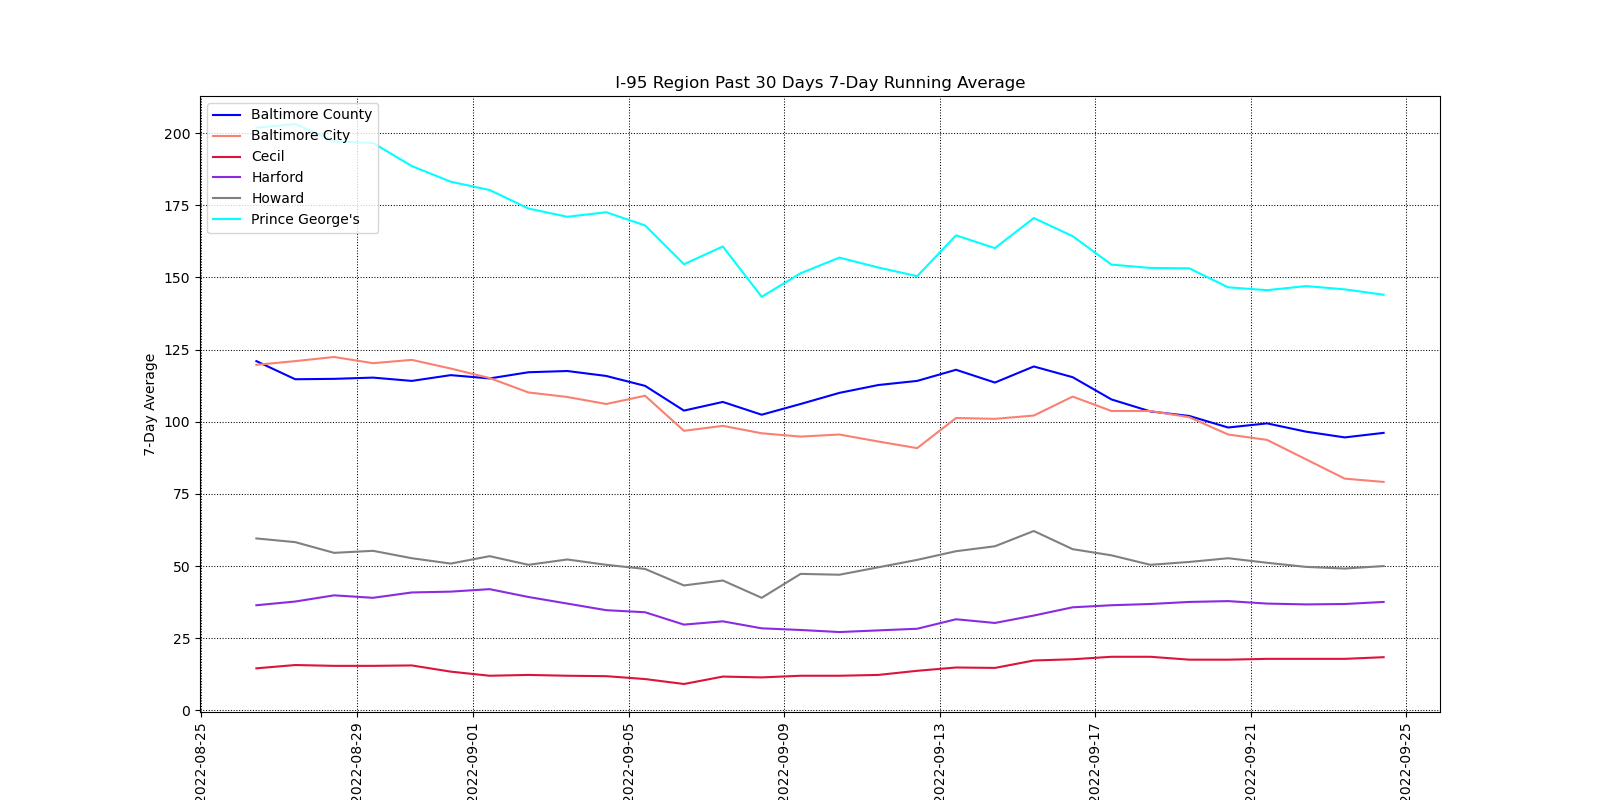 I-95 Region Past 30 Days 7-Day Running Average
Baltimore County
Baltimore City
Cecil
Harford
Howard
Prince George's
7-Day Average
200
175
150
125
100
75
50
25
0
2022-08-25
2022-08-29
2022-09-01
2022-09-05
2022-09-09
2022-09-13
2022-09-17
2022-09-21
2022-09-25